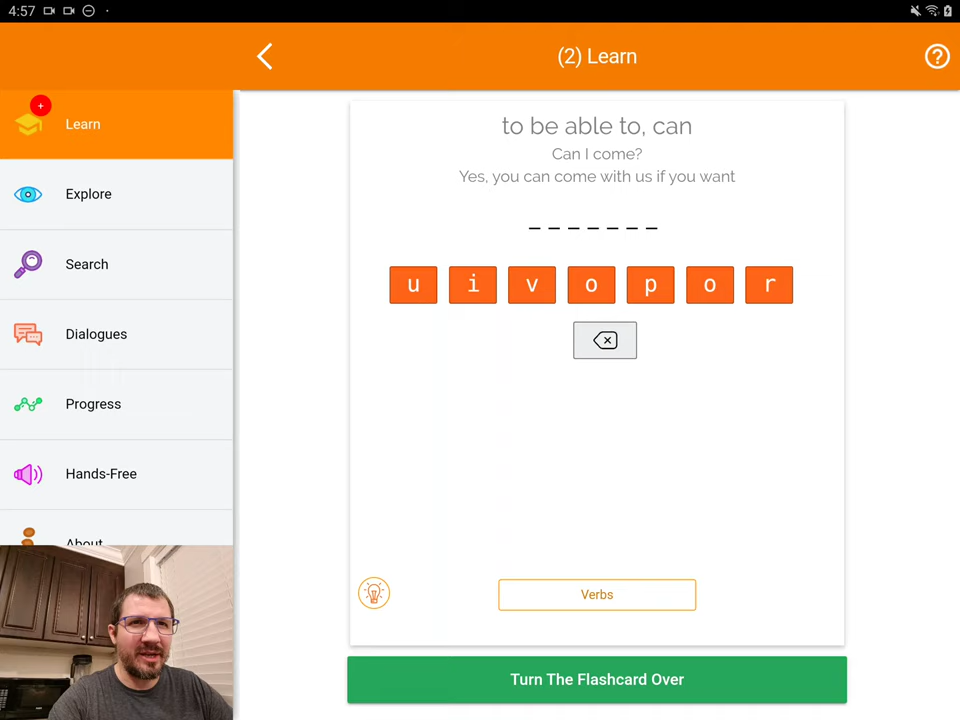 4:57
(2) Learn
+
Learn
Explore
Search
Dialogues
Progress
Hands-Free
About
to be able to, can
Can I come?
Yes, you can come with us if you want
_ _ _ _ _ _ _
u i v o p o r
Verbs
Turn The Flashcard Over